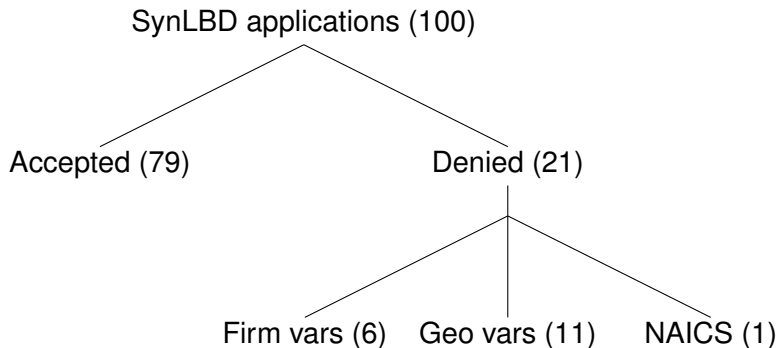 SynLBD applications (100)
Accepted (79)
Denied (21)
Firm vars (6)
Geo vars (11)
NAICS (1)